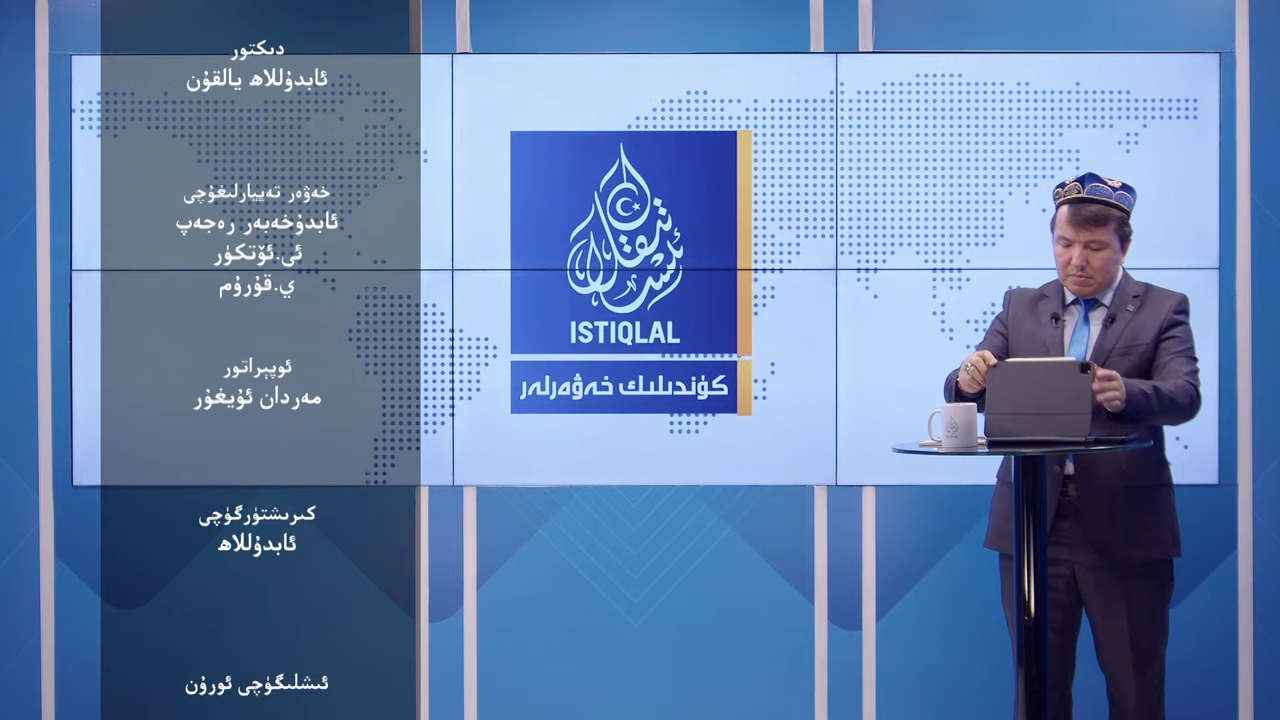 دىكتور
ئابدۇللاھ يالقۇن
خەۋەر تەييارلىغۇچى
ئابدۇخەبەر رەجەپ
ئى.ئۆتكۈر
ي.قۇرۇم
ئوپېراتور
مەردان ئۇيغۇر
كىرىشتۈرگۈچى
ئابدۇللاھ
ئىشلىگۈچى ئورۇن
ئىستىقلال
ISTIQLAL
كۈندىلىك خەۋەرلەر